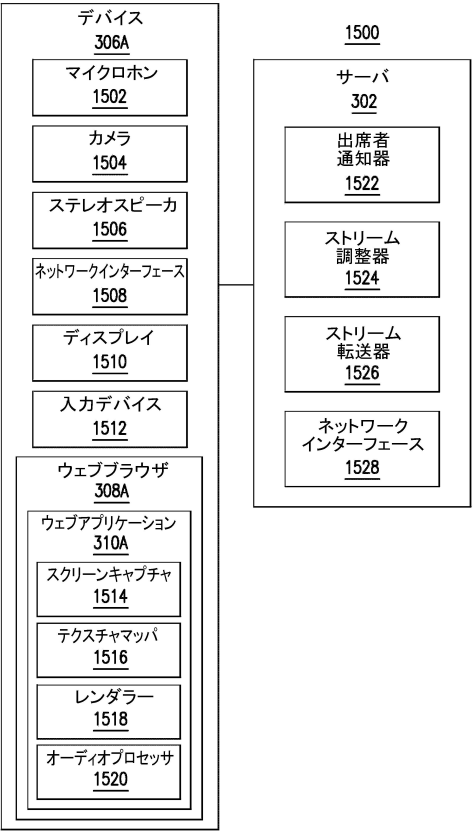 デバイス
306A
マイクロホン
1502
カメラ
1504
ステレオスピーカ
1506
ネットワークインターフェース
1508
ディスプレイ
1510
入力デバイス
1512
ウェブブラウザ
308A
ウェブアプリケーション
310A
スクリーンキャプチャ
1514
テクスチャマッパ
1516
レンダラー
1518
オーディオプロセッサ
1520
1500
サーバ
302
出席者
通知器
1522
ストリーム
調整器
1524
ストリーム
転送器
1526
ネットワーク
インターフェース
1528